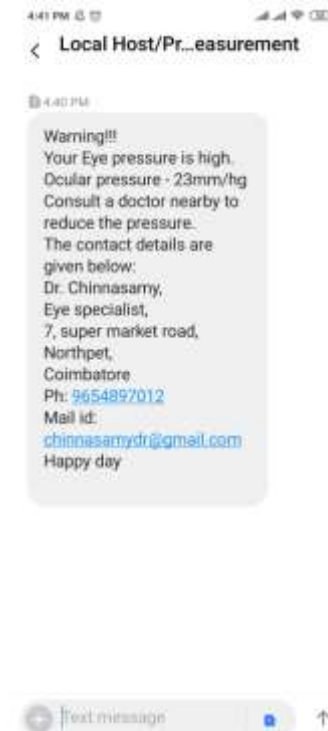 4:41 PM
Local Host/Pr...easurement
4:40 PM
Warning!!!
Your Eye pressure is high.
Ocular pressure - 23mm/hg
Consult a doctor nearby to
reduce the pressure.
The contact details are
given below:
Dr. Chinnasamy,
Eye specialist,
7, super market road,
Northpet,
Coimbatore
Ph: 9654897012
Mail id:
chinnasamydr@gmail.com
Happy day
Text message